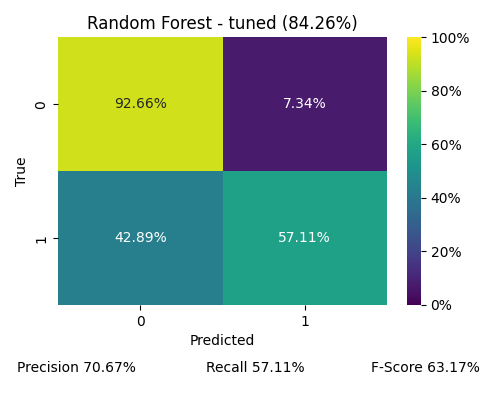 Random Forest - tuned (84.26%)
100%
0
92.66%
7.34%
80%
60%
True
40%
1
42.89%
57.11%
20%
0%
0
1
Predicted
Precision 70.67%
Recall 57.11%
F-Score 63.17%